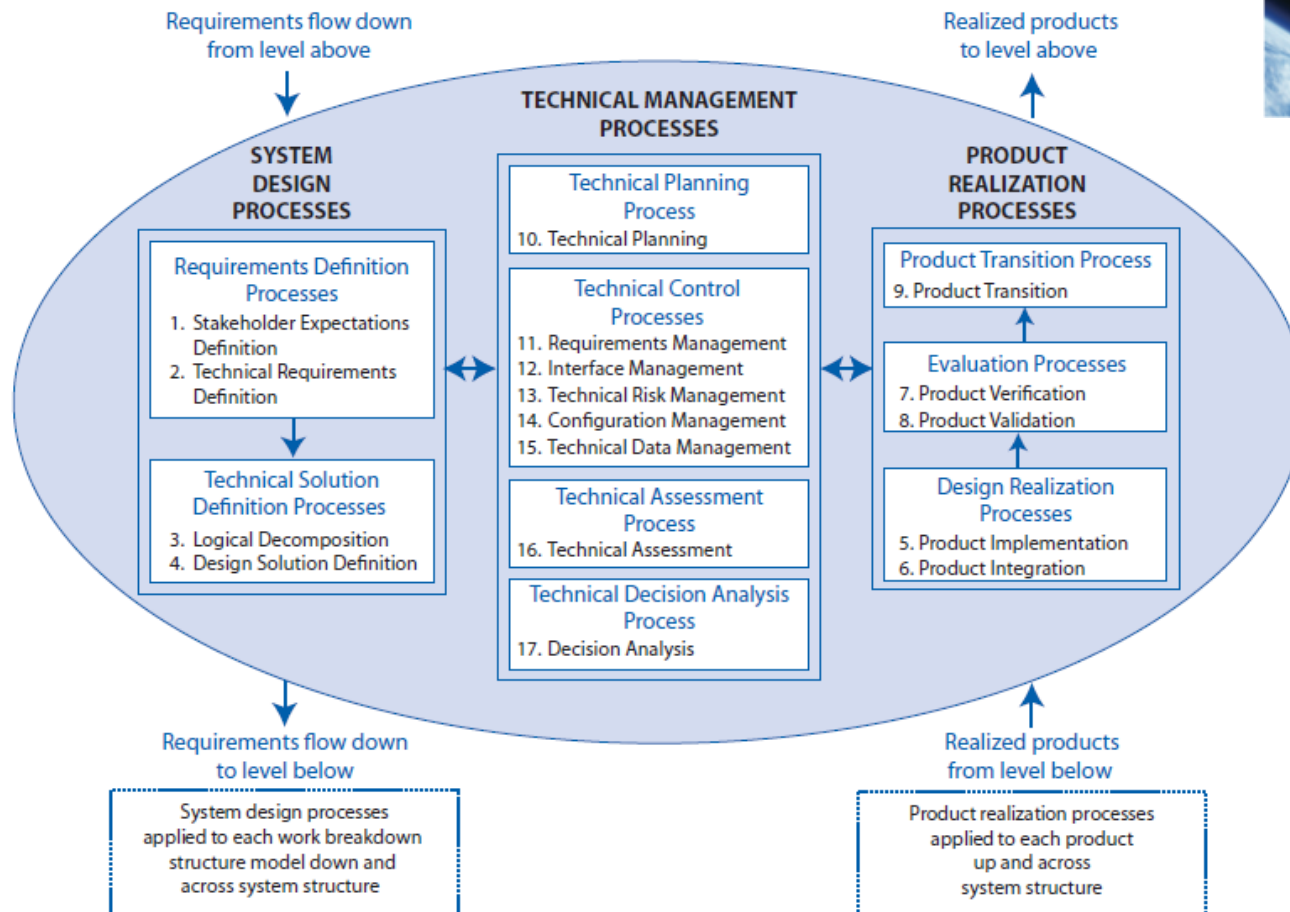 Requirements flow down
from level above
Realized products
to level above
TECHNICAL MANAGEMENT
PROCESSES
SYSTEM
DESIGN
PROCESSES
Requirements Definition
Processes
1. Stakeholder Expectations
Definition
2. Technical Requirements
Definition
Technical Solution
Definition Processes
3. Logical Decomposition
4. Design Solution Definition
Technical Planning
Process
10. Technical Planning
Technical Control
Processes
11. Requirements Management
12. Interface Management
13. Technical Risk Management
14. Configuration Management
15. Technical Data Management
Technical Assessment
Process
16. Technical Assessment
Technical Decision Analysis
Process
17. Decision Analysis
PRODUCT
REALIZATION
PROCESSES
Product Transition Process
9. Product Transition
Evaluation Processes
7. Product Verification
8. Product Validation
Design Realization
Processes
5. Product Implementation
6. Product Integration
Requirements flow down
to level below
System design processes
applied to each work breakdown
structure model down and
across system structure
Realized products
from level below
Product realization processes
applied to each product
up and across
system structure